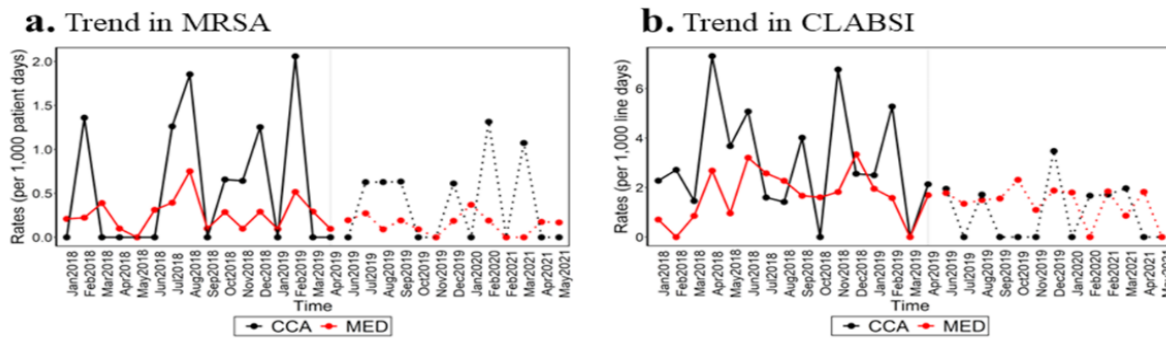 a. Trend in MRSA
Rates (per 1,000 patient days)
2.0
1.5
1.0
0.5
0.0
Jan2018
Feb2018
Mar2018
Apr2018
May2018
Jun2018
Jul2018
Aug2018
Sep2018
Oct2018
Nov2018
Dec2018
Jan2019
Feb2019
Mar2019
Apr2019
Jun2019
Jul2019
Aug2019
Sep2019
Oct2019
Nov2019
Dec2019
Jan2020
Feb2020
Feb2021
Mar2021
Apr2021
May2021
Time
CCA MED
b. Trend in CLABSI
Rates (per 1,000 line days)
6
4
2
0
Jan2018
Feb2018
Mar2018
Apr2018
May2018
Jun2018
Jul2018
Aug2018
Sep2018
Oct2018
Nov2018
Dec2018
Jan2019
Feb2019
Mar2019
Apr2019
Jun2019
Jul2019
Aug2019
Sep2019
Oct2019
Nov2019
Dec2019
Jan2020
Feb2020
Feb2021
Mar2021
Apr2021
Time
CCA MED